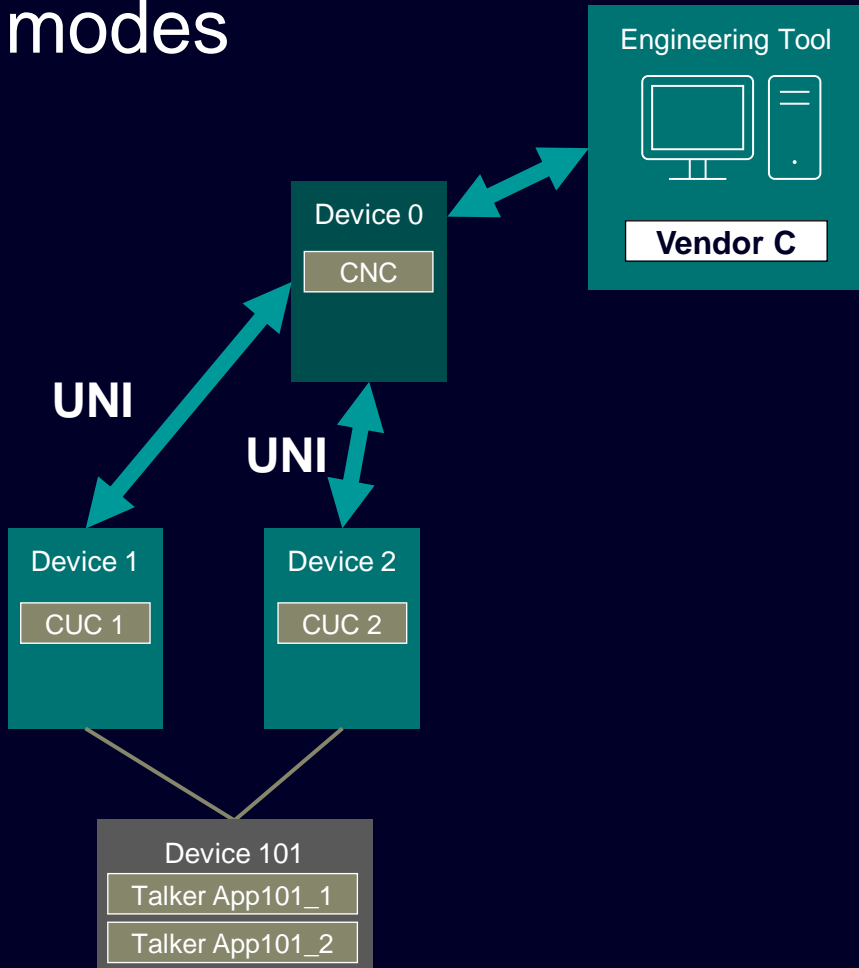 modes
Engineering Tool
Vendor C
Device 0
CNC
UNI
UNI
Device 1
CUC 1
Device 2
CUC 2
Device 101
Talker App101_1
Talker App101_2